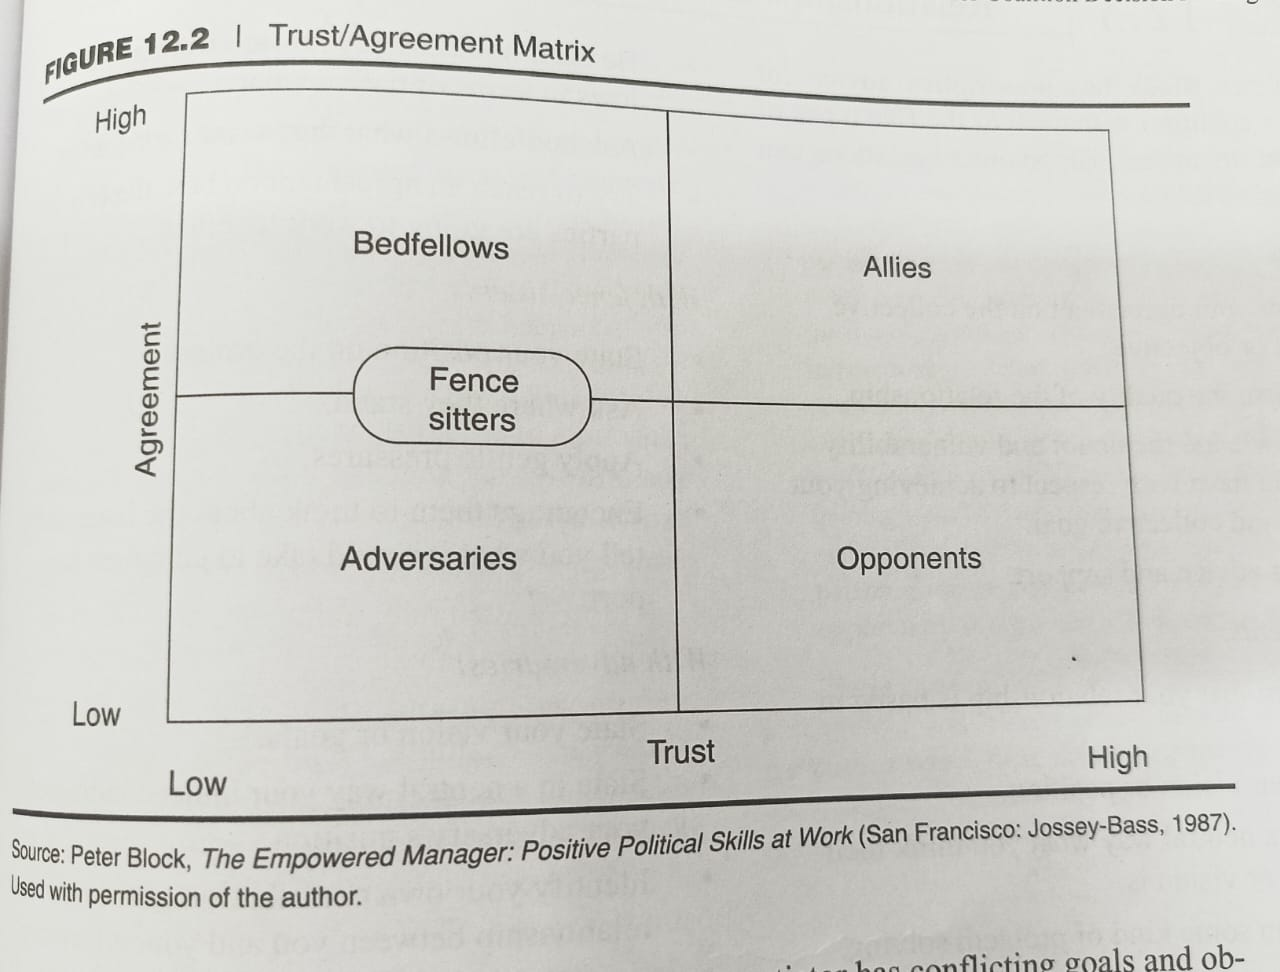 FIGURE 12.2 | Trust/Agreement Matrix
High
Bedfellows
Allies
Agreement
Fence
sitters
Adversaries
Opponents
Low
Trust
Low
High
Source: Peter Block, The Empowered Manager: Positive Political Skills at Work (San Francisco: Jossey-Bass, 1987).
Used with permission of the author.
has conflicting goals and ob-